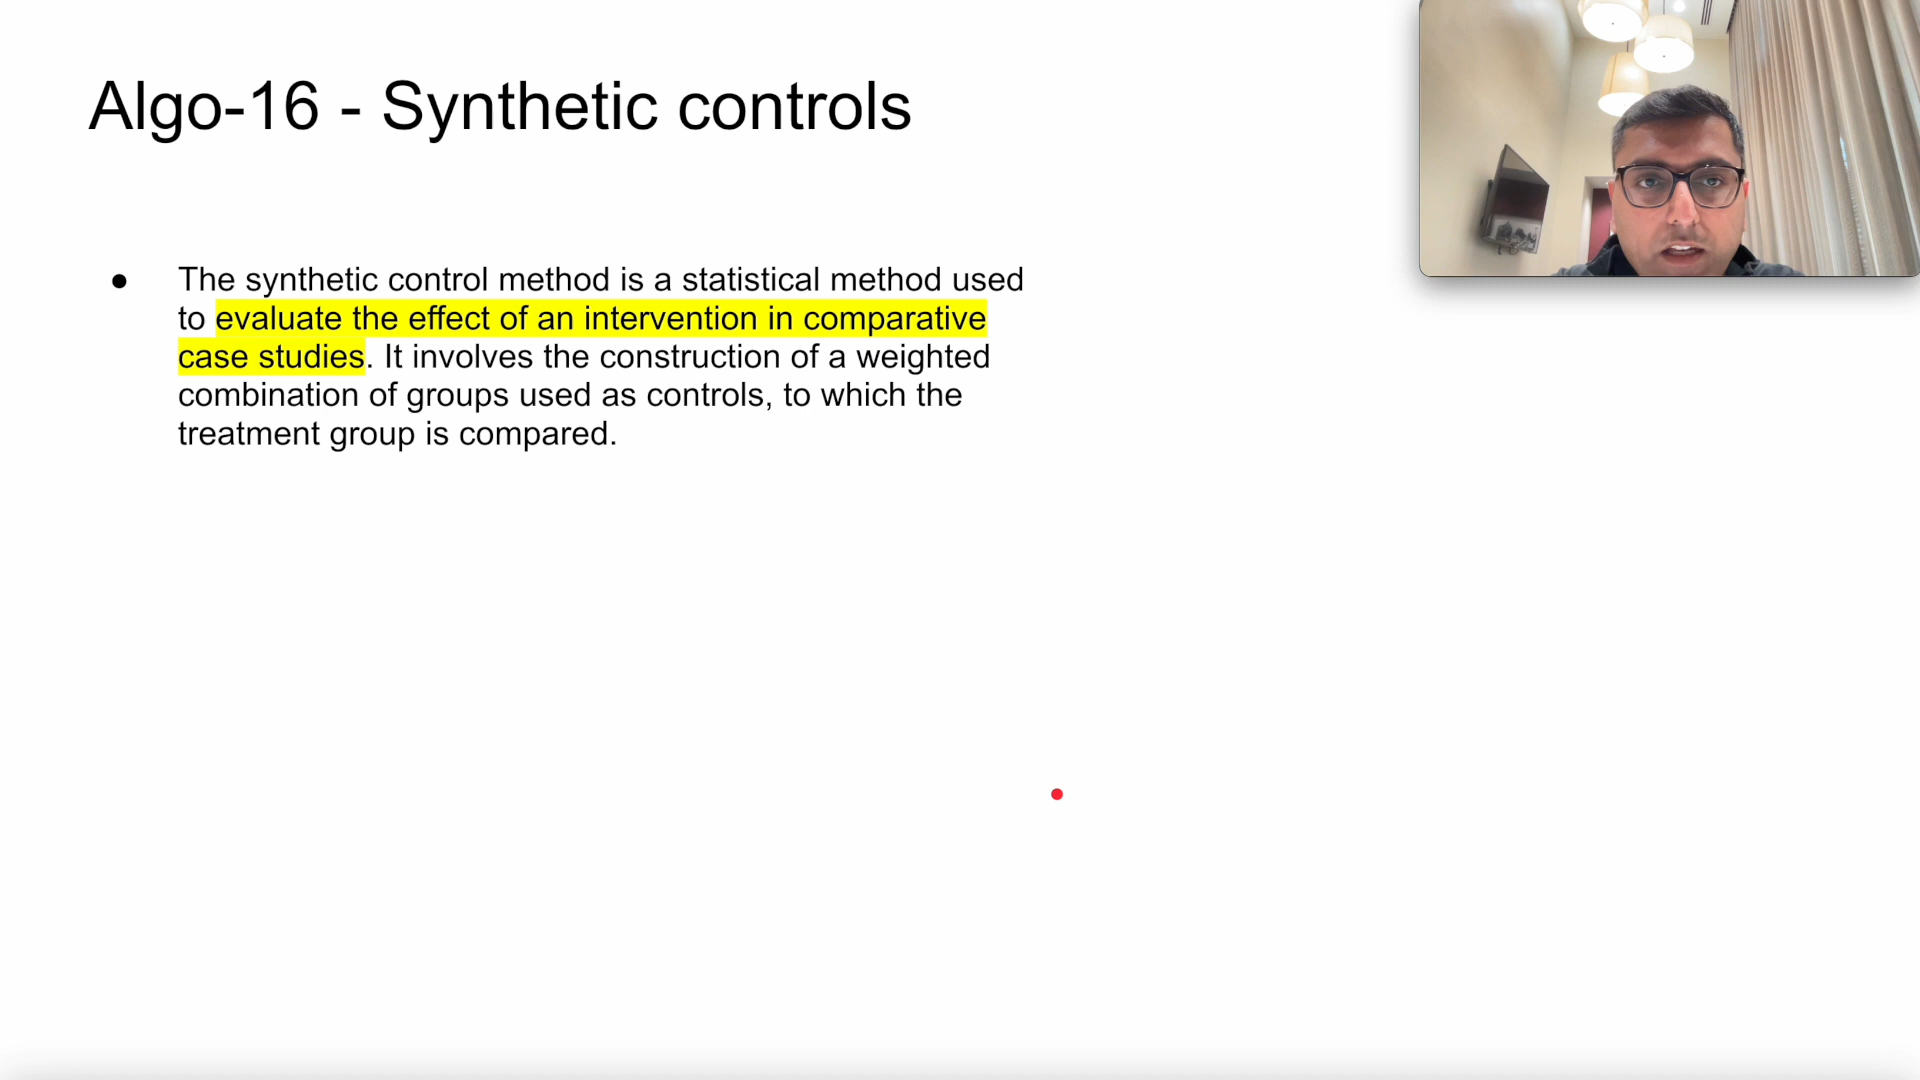 Algo-16 - Synthetic controls
● The synthetic control method is a statistical method used
to evaluate the effect of an intervention in comparative
case studies. It involves the construction of a weighted
combination of groups used as controls, to which the
treatment group is compared.